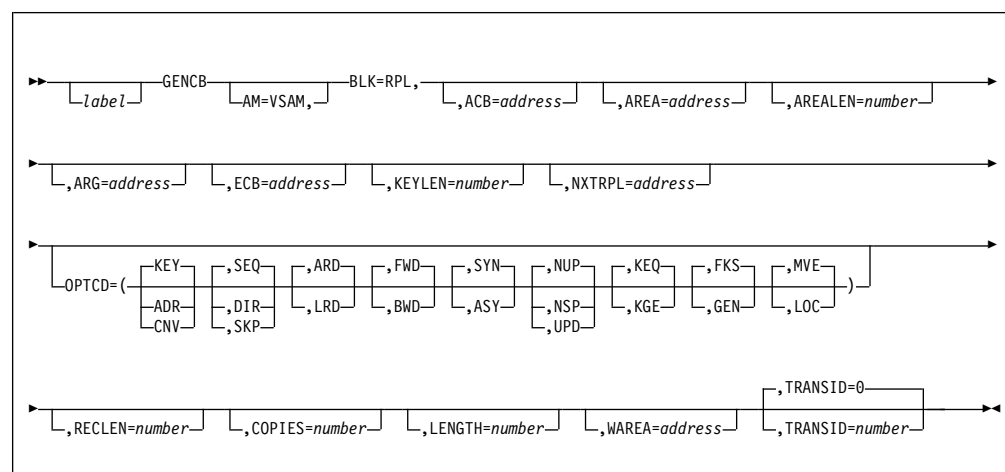 label GENCB AM=VSAM, BLK=RPL, ,ACB=address ,AREA=address ,AREALEN=number
,ARG=address ,ECB=address ,KEYLEN=number ,NXTRPL=address
KEY ,SEQ ,ARD ,FWD ,SYN ,NUP ,KEQ ,FKS ,MVE
OPTCD=( ADR ,DIR ,LRD ,BWD ,ASY ,NSP ,KGE ,GEN ,LOC )
CNV ,SKP ,UPD
,TRANSID=0
,RECLEN=number ,COPIES=number ,LENGTH=number ,WAREA=address ,TRANSID=number